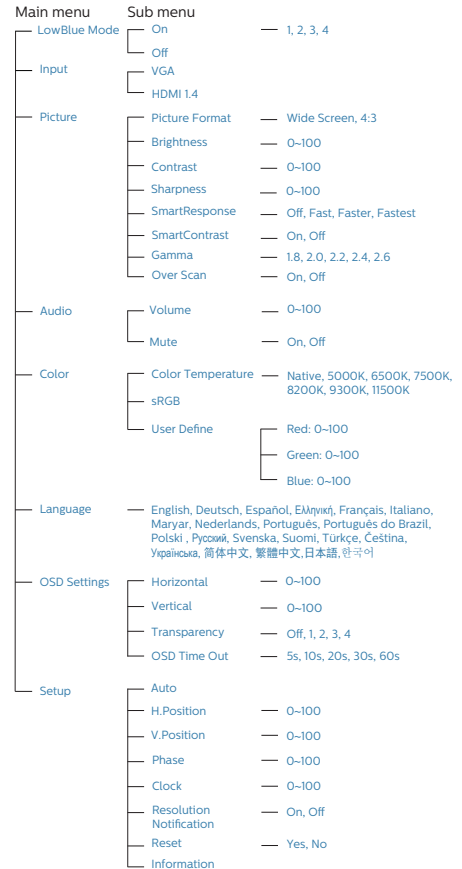 Main menu Sub menu
LowBlue Mode On 1, 2, 3, 4
Off
Input VGA
HDMI 1.4
Picture Picture Format Wide Screen, 4:3
Brightness 0~100
Contrast 0~100
Sharpness 0~100
SmartResponse Off, Fast, Faster, Fastest
SmartContrast On, Off
Gamma 1.8, 2.0, 2.2, 2.4, 2.6
Over Scan On, Off
Audio Volume 0~100
Mute On, Off
Color Color Temperature Native, 5000K, 6500K, 7500K,
8200K, 9300K, 11500K
sRGB
User Define Red: 0~100
Green: 0~100
Blue: 0~100
Language English, Deutsch, Español, Ελληνική, Français, Italiano,
Maryar, Nederlands, Português, Português do Brazil,
Polski , Русский, Svenska, Suomi, Türkçe, Čeština,
Українська, 简体中文, 繁體中文,日本語,한국어
OSD Settings Horizontal 0~100
Vertical 0~100
Transparency Off, 1, 2, 3, 4
OSD Time Out 5s, 10s, 20s, 30s, 60s
Setup Auto
H.Position 0~100
V.Position 0~100
Phase 0~100
Clock 0~100
Resolution On, Off
Notification
Reset Yes, No
Information